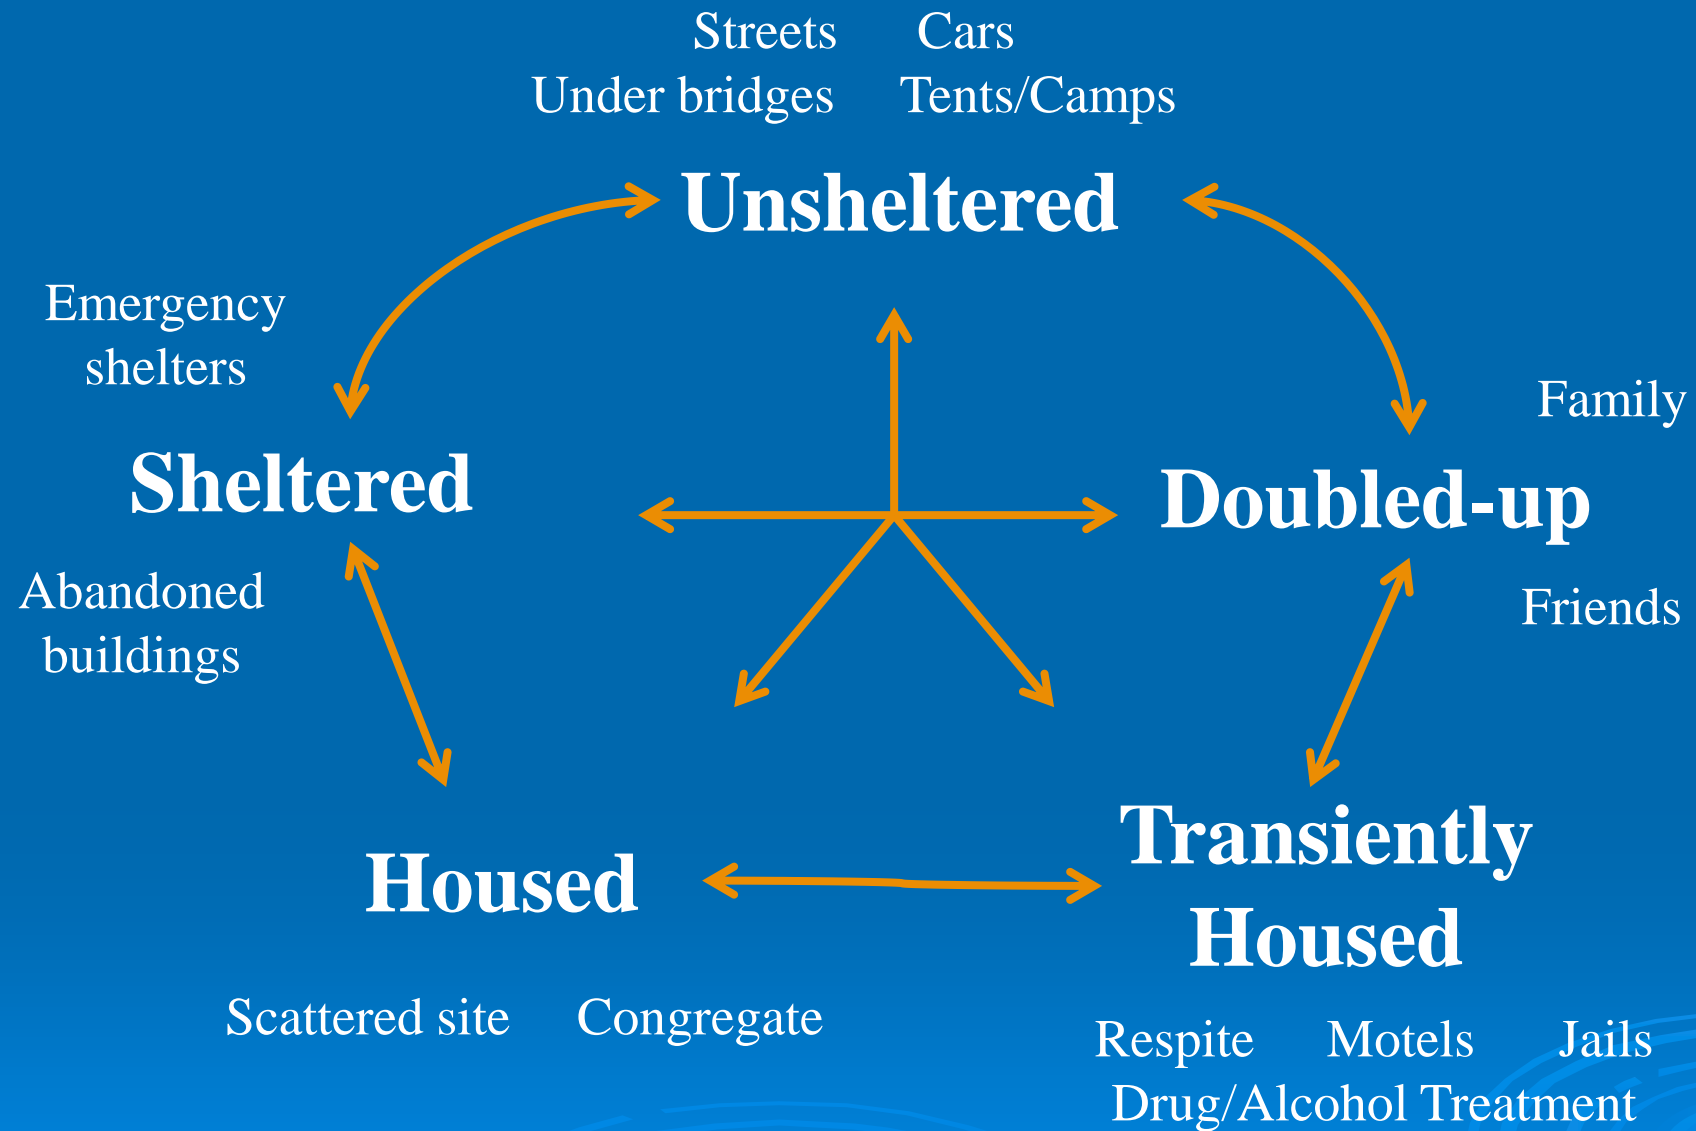 Streets Cars
Under bridges Tents/Camps
Unsheltered
Emergency
shelters
Sheltered
Abandoned
buildings
Family
Doubled-up
Friends
Housed
Scattered site Congregate
Transiently
Housed
Respite Motels Jails
Drug/Alcohol Treatment